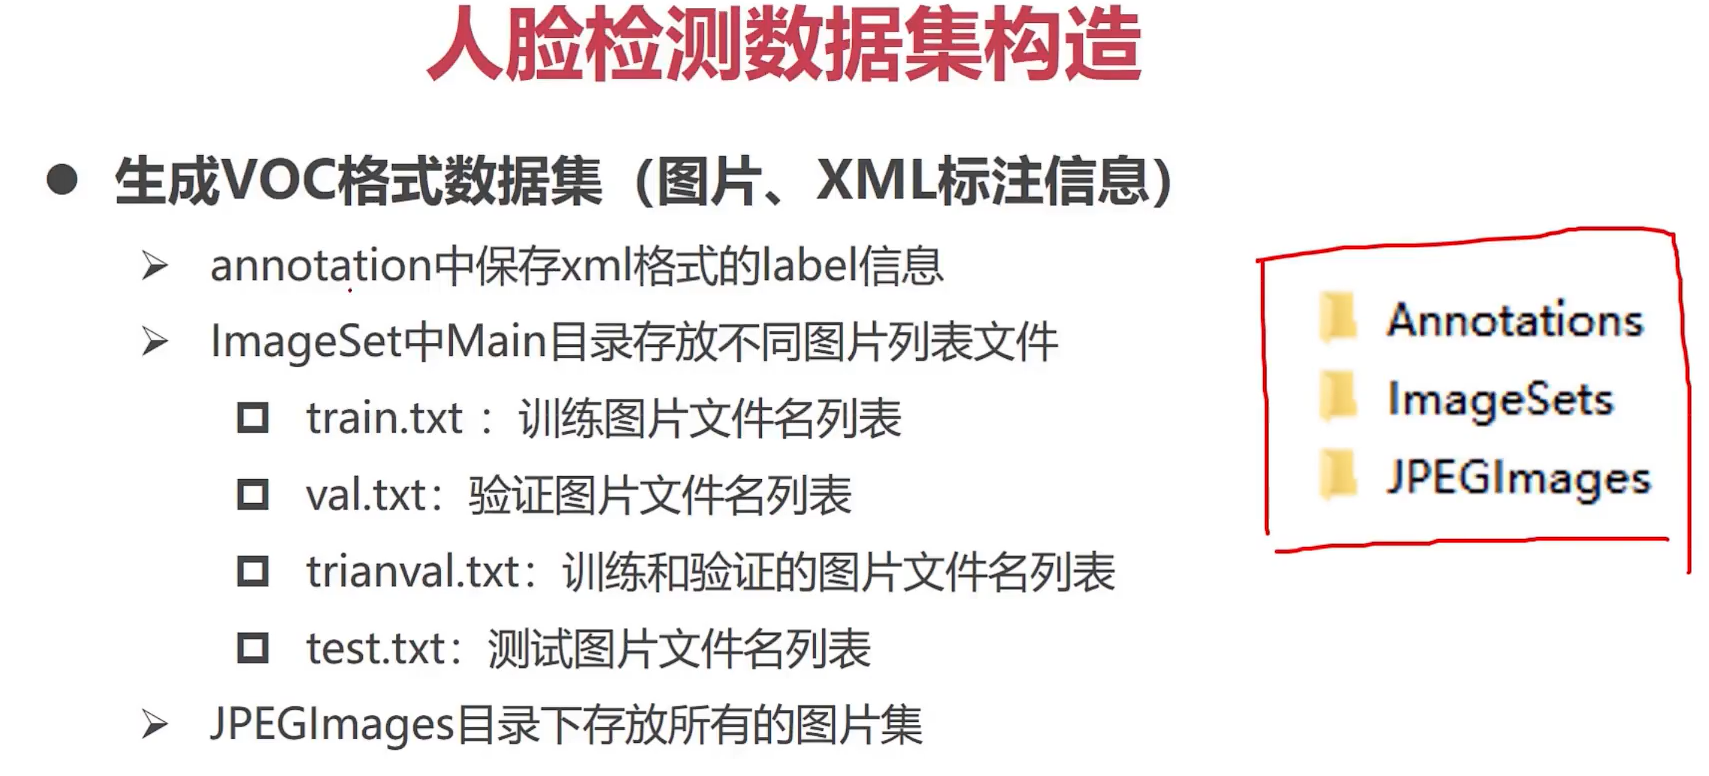 人脸检测数据集构造
生成VOC格式数据集（图片、XML标注信息）
annotation中保存xml格式的label信息
ImageSet中Main目录存放不同图片列表文件
train.txt ：训练图片文件名列表
val.txt：验证图片文件名列表
trianval.txt：训练和验证的图片文件名列表
test.txt：测试图片文件名列表
JPEGImages目录下存放所有的图片集
Annotations
ImageSets
JPEGImages